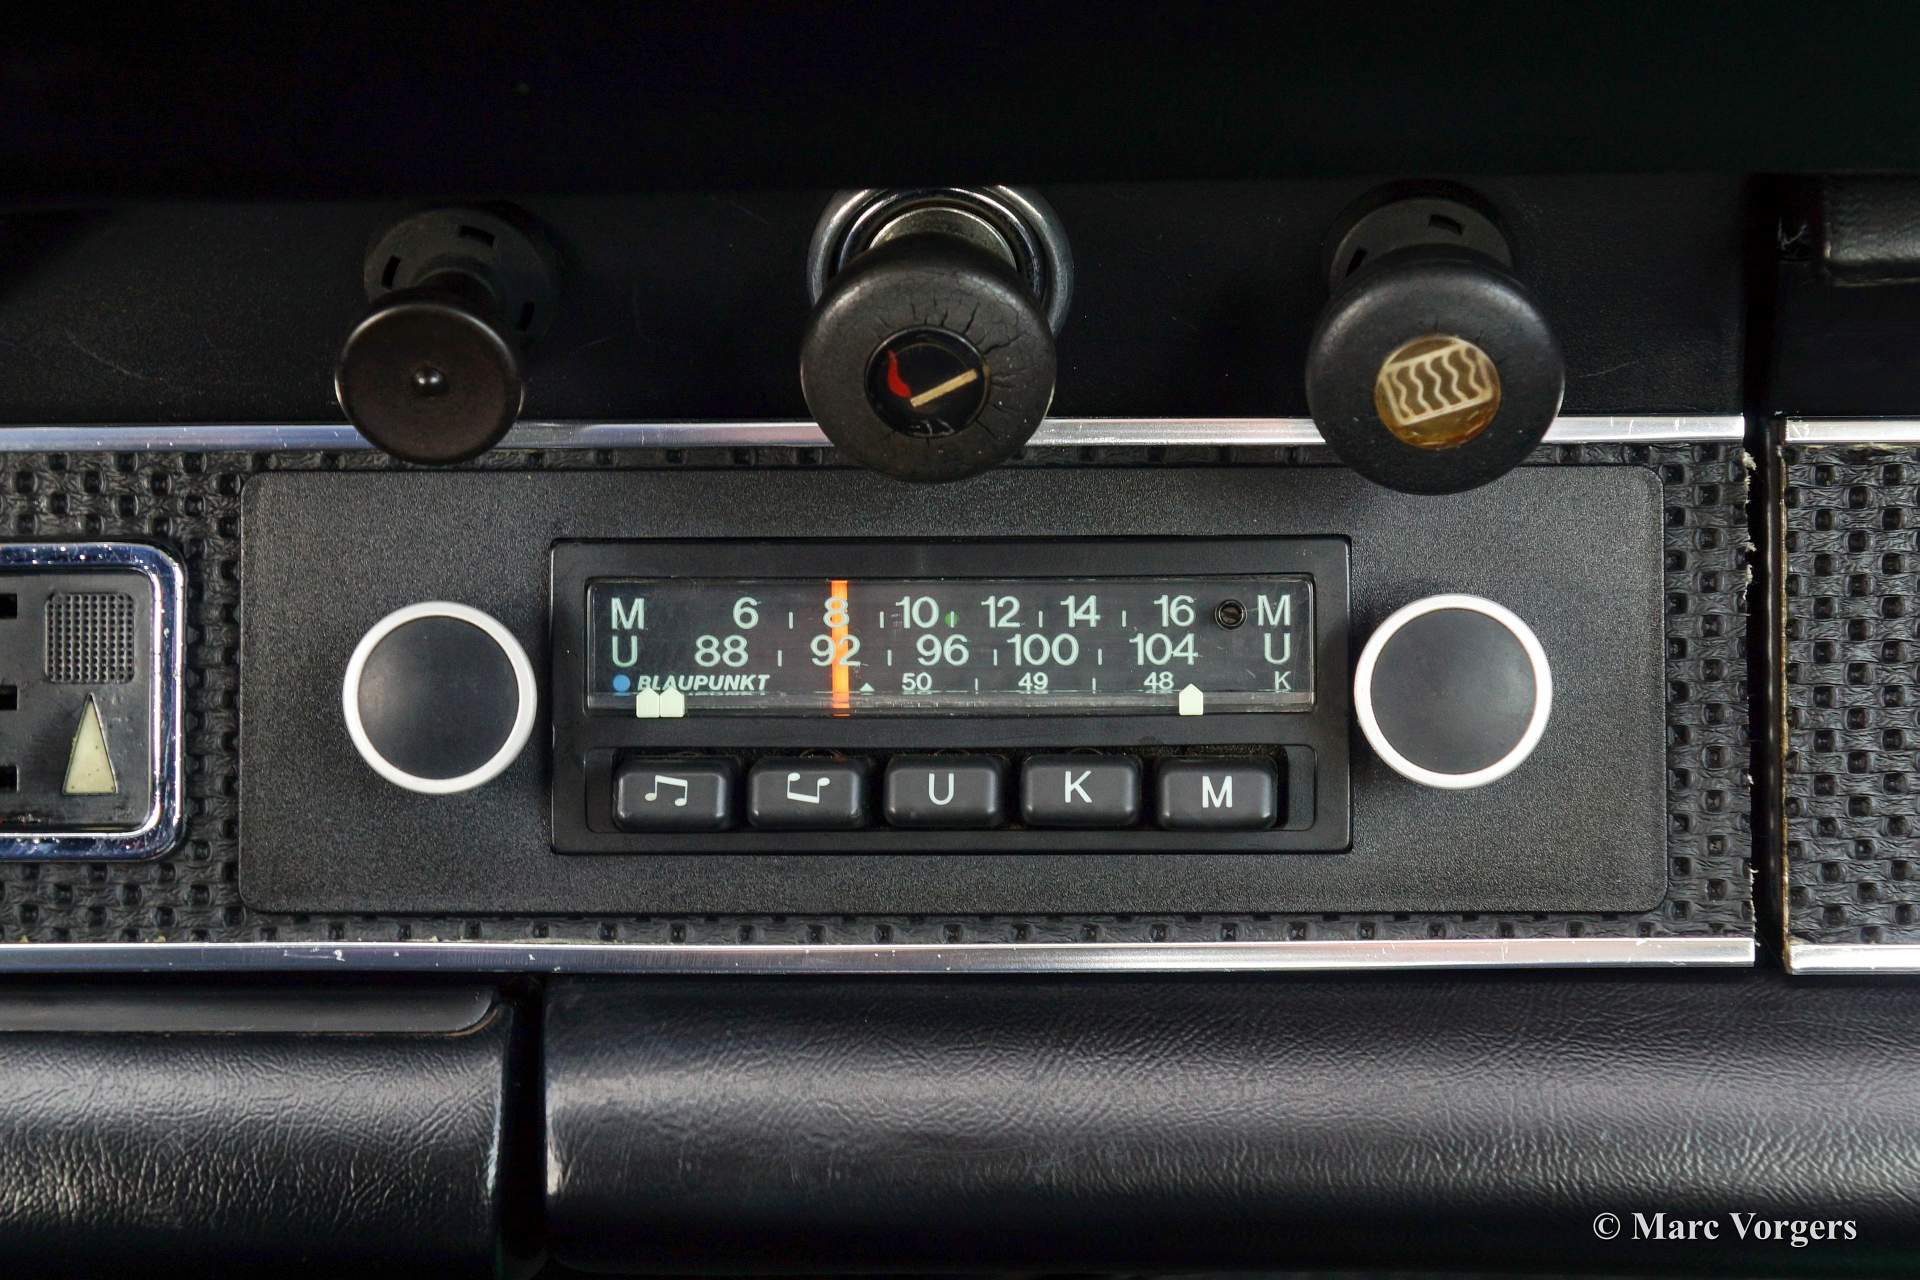 M 6 8 10 12 14 16 M
U 88 92 96 100 104 U
BLAUPUNKT 50 49 48 K
U K M
© Marc Vorgers